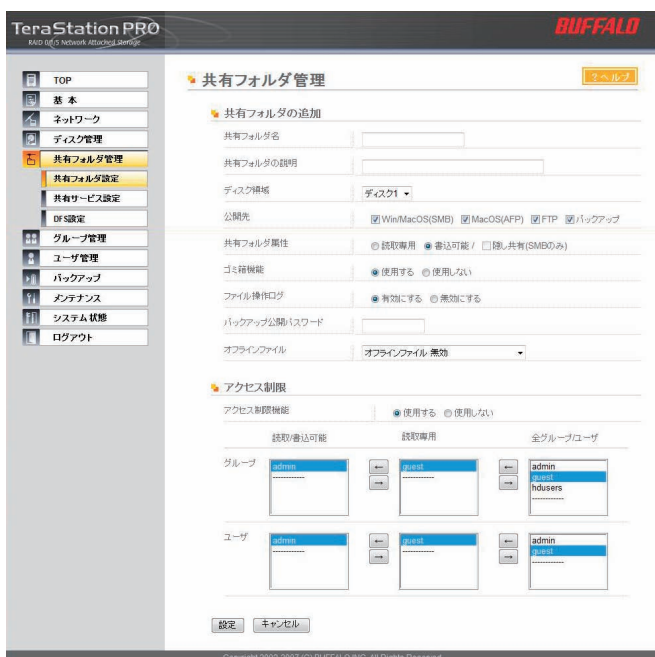 TeraStation PRO
RAID 0/1/5 Network Attached Storage
BUFFALO
TOP
基本
ネットワーク
ディスク管理
共有フォルダ管理
共有フォルダ設定
共有サービス設定
DFS設定
グループ管理
ユーザ管理
バックアップ
メンテナンス
システム状態
ログアウト
共有フォルダ管理
?ヘルプ
共有フォルダの追加
共有フォルダ名
共有フォルダの説明
ディスク領域 ディスク1
公開先 Win/MacOS(SMB) MacOS(AFP) FTP バックアップ
共有フォルダ属性 読取専用 書込可能 / 隠し共有(SMBのみ)
ゴミ箱機能 使用する 使用しない
ファイル操作ログ 有効にする 無効にする
バックアップ公開パスワード
オフラインファイル オフラインファイル 無効
アクセス制限
アクセス制限機能 使用する 使用しない
読取/書込可能 読取専用 全グループ/ユーザ
グループ admin ------------ ← → guest ------------ ← → admin
guest
hdusers
------------
ユーザ admin ------------ ← → guest ------------ ← → admin
guest
------------
設定 キャンセル
Copyright 2003-2007 (C) BUFFALO INC. All Rights Reserved.